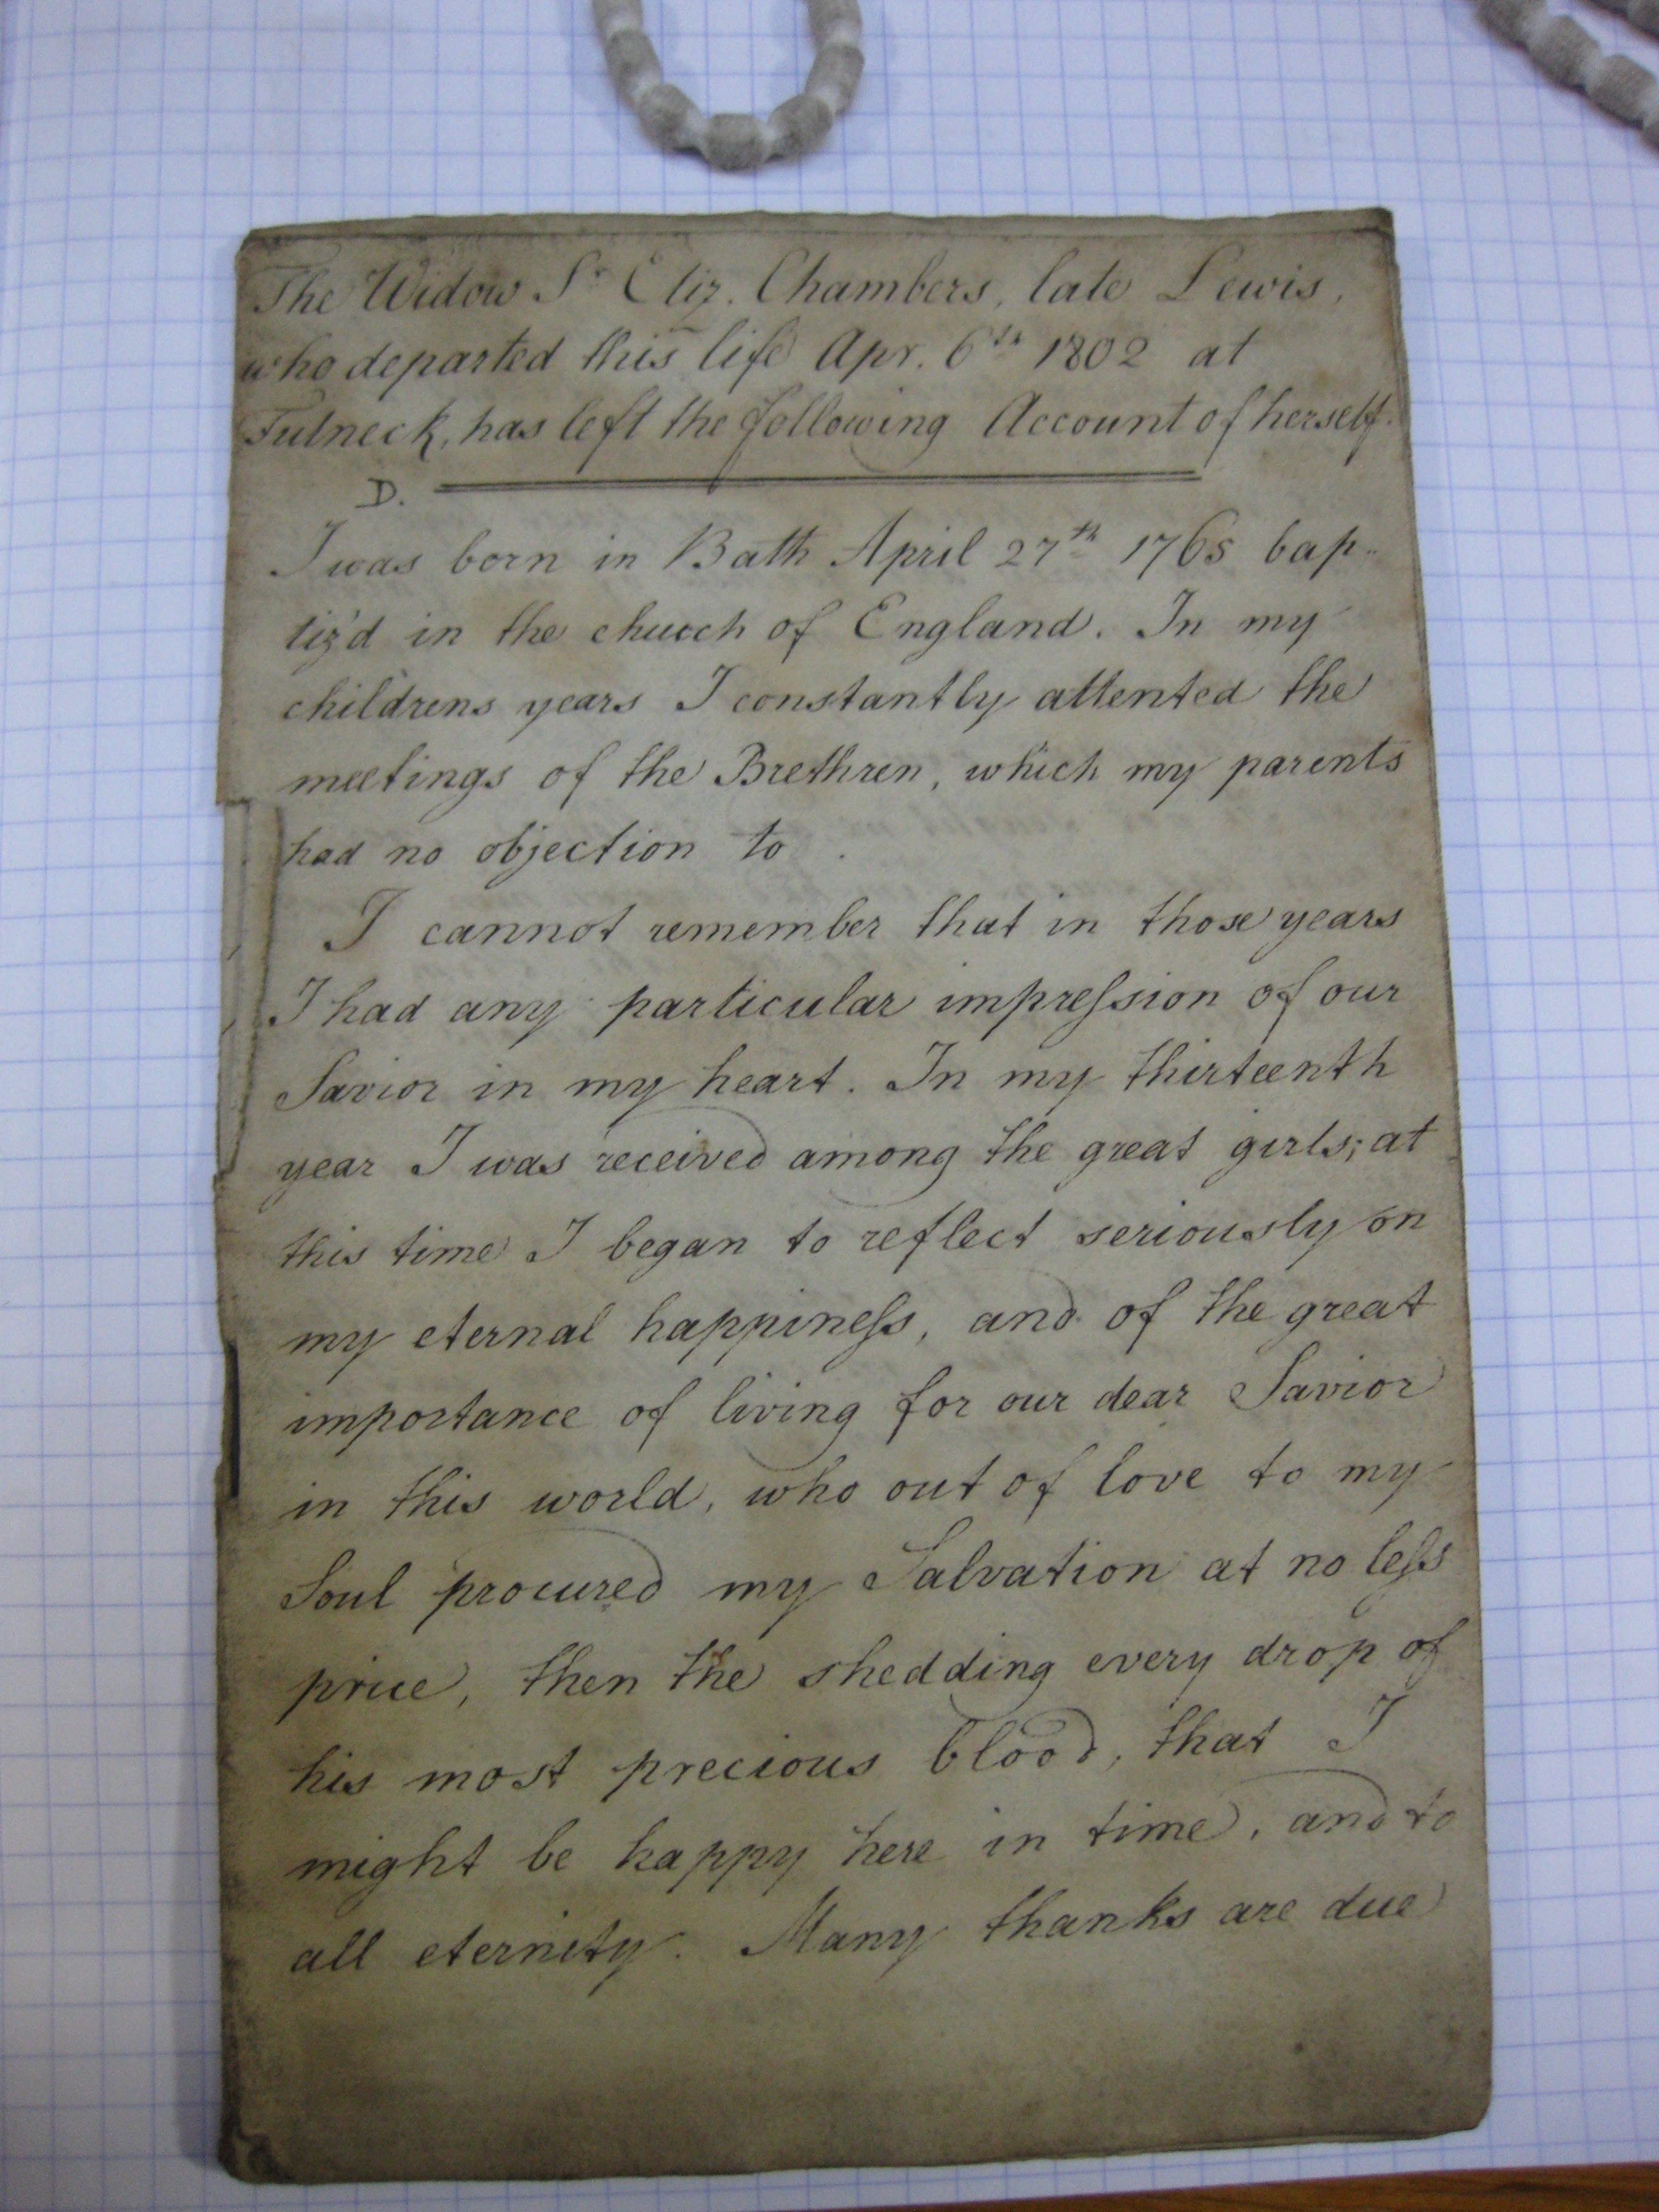 The Widow Sr Eliz. Chambers, late Lewis,
who departed this life Apr. 6th 1802 at
Fulneck, has left the following Account of herself.
D.
I was born in Bath April 27th 1765 bap-
tiz'd in the church of England. In my
childrens years I constantly attented the
meetings of the Brethren, which my parents
had no objection to.
I cannot remember that in those years
I had any particular impreſsion of our
Savior in my heart. In my thirteenth
year I was received among the great girls; at
this time I began to reflect seriously on
my eternal happineſs, and of the great
importance of living for our dear Savior
in this world, who out of love to my
Soul procured my Salvation at no leſs
price, then the shedding every drop of
his most precious blood, that I
might be happy here in time, and to
all eternity. Many thanks are due